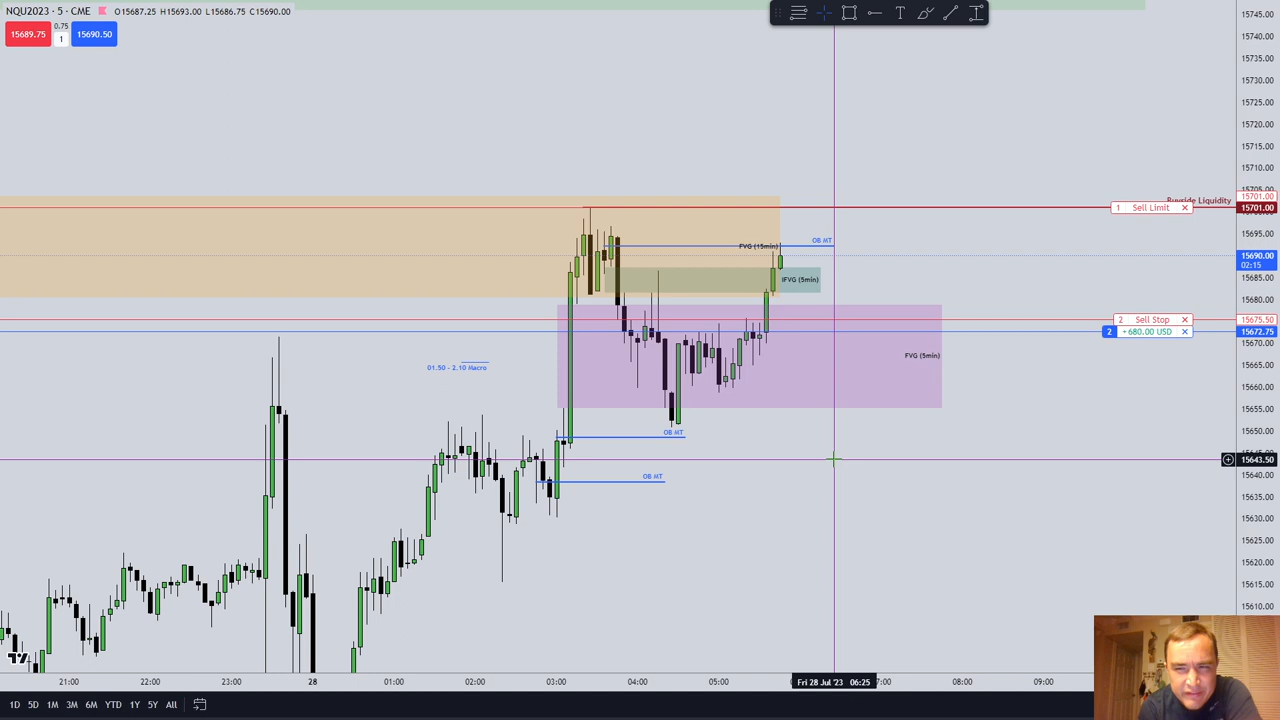 NQU2023 · 5 · CME O15687.25 H15693.00 L15686.75 C15690.00
15689.75 0.75 1 15690.50
15745.00
15740.00
15735.00
15730.00
15725.00
15720.00
15715.00
15710.00
15705.00
15701.00
Buyside Liquidity
1 Sell Limit × 15701.00
15695.00
OB MT
FVG (15min)
15690.00
02:15
15685.00
IFVG (5min)
15680.00
2 Sell Stop × 15675.50
2 +680.00 USD × 15672.75
15670.00
FVG (5min)
15665.00
01.50 - 2.10 Macro
15660.00
15655.00
15650.00
OB MT
15643.50
15640.00
OB MT
15635.00
15630.00
15625.00
15620.00
15615.00
15610.00
21:00 22:00 23:00 28 01:00 02:00 03:00 04:00 05:00 Fri 28 Jul '23 06:25 7:00 08:00 09:00
1D 5D 1M 3M 6M YTD 1Y 5Y All